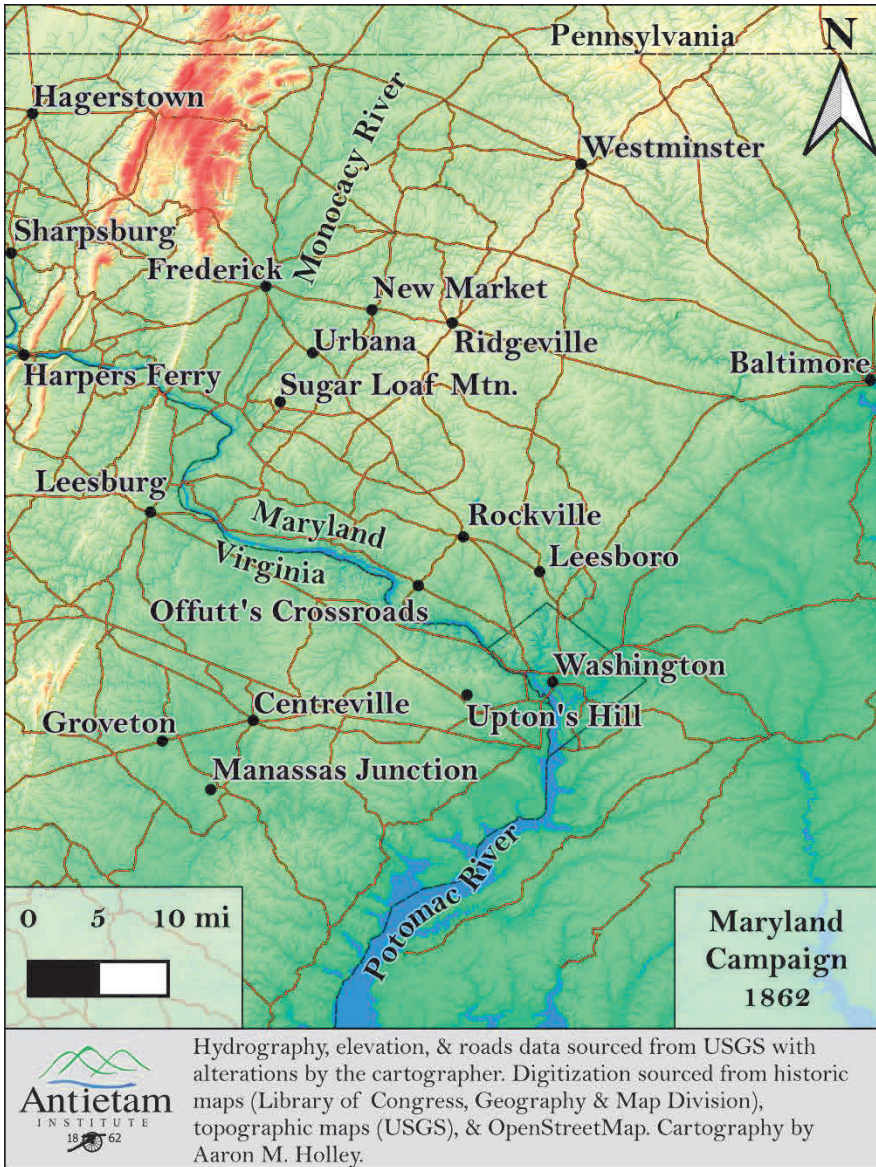 Pennsylvania
N
Hagerstown
Monocacy River
Westminster
Sharpsburg
Frederick
New Market
Urbana
Ridgeville
Baltimore
Harpers Ferry
Sugar Loaf Mtn.
Leesburg
Maryland
Virginia
Rockville
Leesboro
Offutt's Crossroads
Washington
Centreville
Upton's Hill
Groveton
Manassas Junction
Potomac River
0 5 10 mi
Maryland
Campaign
1862
Antietam
INSTITUTE
18 62
Hydrography, elevation, & roads data sourced from USGS with
alterations by the cartographer. Digitization sourced from historic
maps (Library of Congress, Geography & Map Division),
topographic maps (USGS), & OpenStreetMap. Cartography by
Aaron M. Holley.